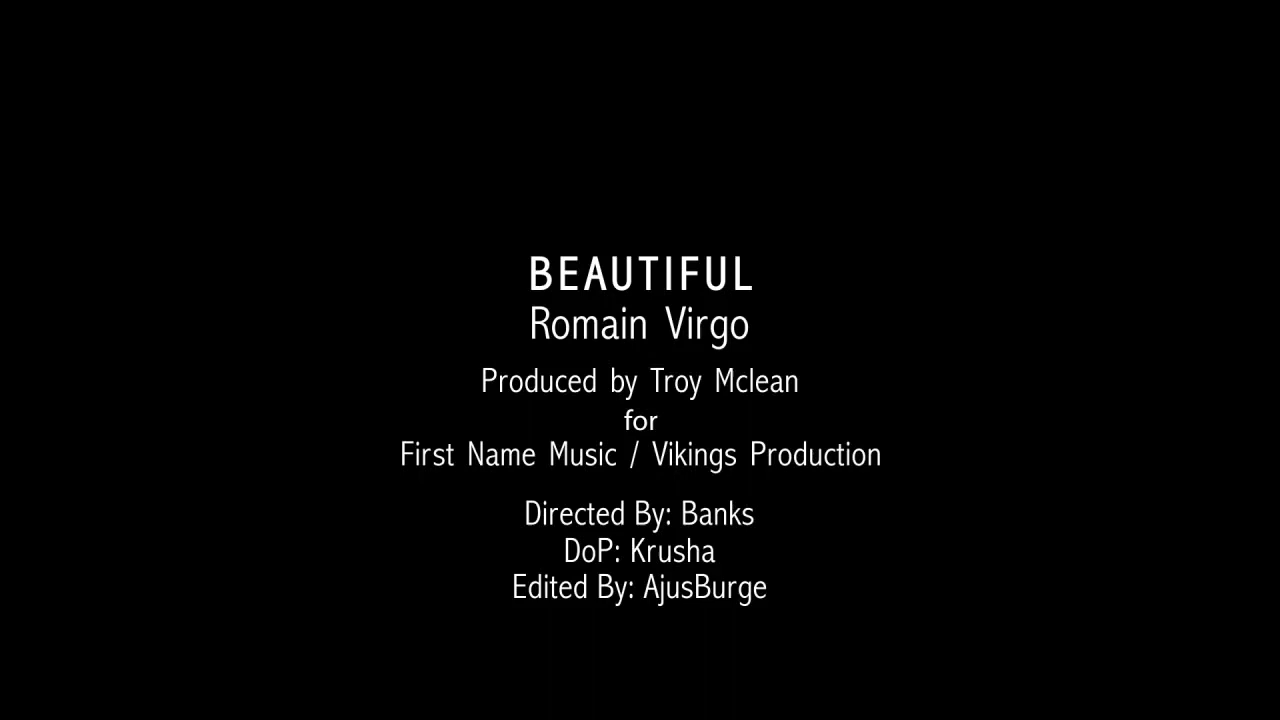 BEAUTIFUL
Romain Virgo
Produced by Troy Mclean
for
First Name Music / Vikings Production
Directed By: Banks
DoP: Krusha
Edited By: AjusBurge